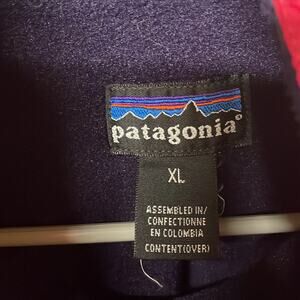 patagonia®
XL
ASSEMBLED IN/
CONFECTIONNE
EN COLOMBIA
CONTENT(OVER)